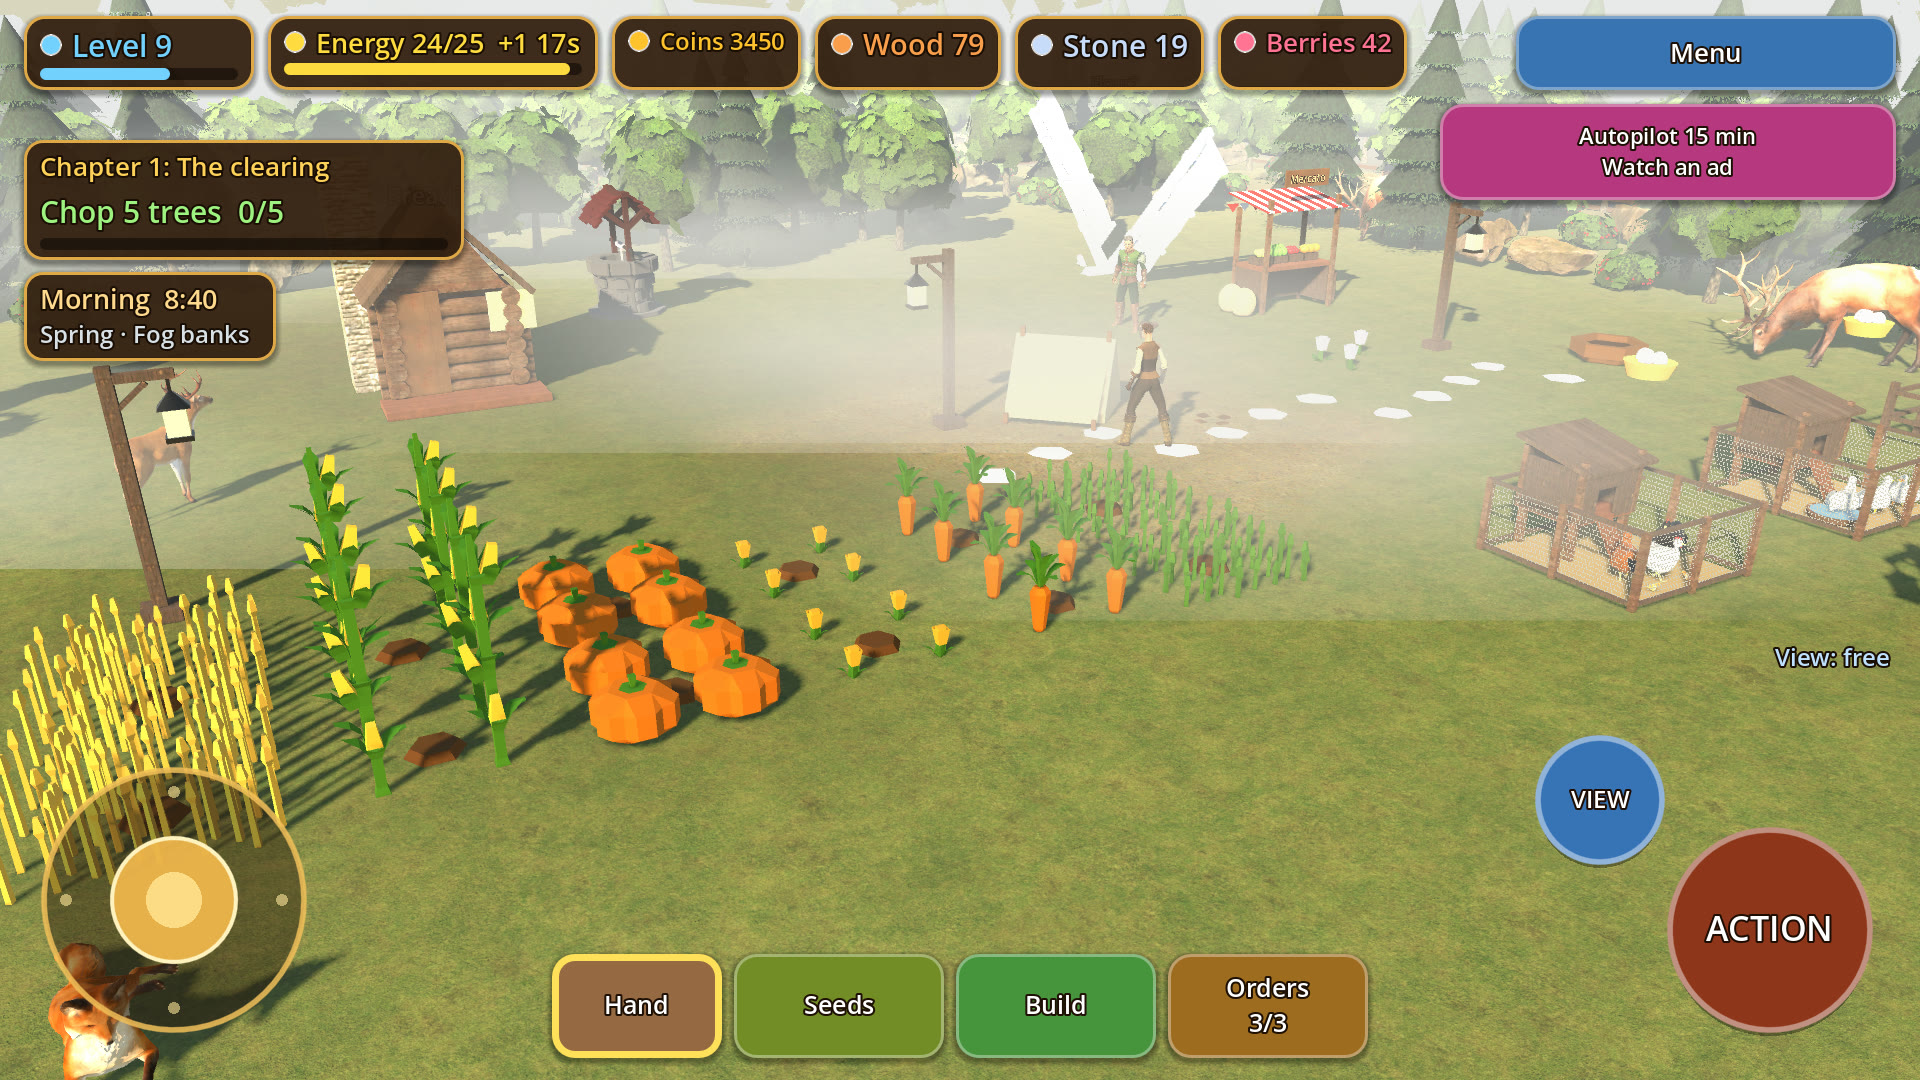 Level 9
Energy 24/25 +1 17s
Coins 3450
Wood 79
Stone 19
Berries 42
Menu
Autopilot 15 min
Watch an ad
Chapter 1: The clearing
Chop 5 trees 0/5
Morning 8:40
Spring · Fog banks
Mercato
View: free
VIEW
ACTION
Hand
Seeds
Build
Orders
3/3